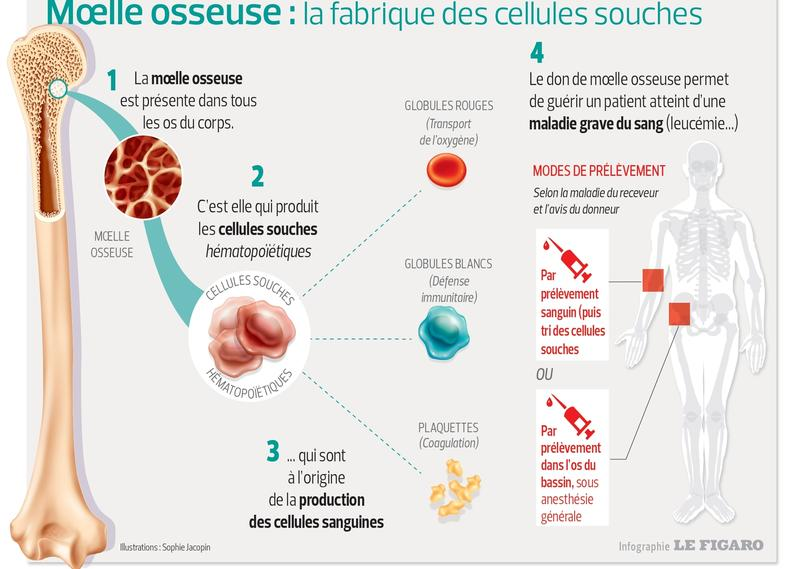 Mœlle osseuse : la fabrique des cellules souches
1 La mœlle osseuse
est présente dans tous
les os du corps.
MŒLLE
OSSEUSE
2
C'est elle qui produit
les cellules souches
hématopoïétiques
CELLULES SOUCHES
HÉMATOPOÏÉTIQUES
3 ... qui sont
à l'origine
de la production
des cellules sanguines
GLOBULES ROUGES
(Transport
de l'oxygène)
GLOBULES BLANCS
(Défense
immunitaire)
PLAQUETTES
(Coagulation)
4
Le don de mœlle osseuse permet
de guérir un patient atteint d'une
maladie grave du sang (leucémie...)
MODES DE PRÉLÈVEMENT
Selon la maladie du receveur
et l'avis du donneur
Par
prélèvement
sanguin (puis
tri des cellules
souches
OU
Par
prélèvement
dans l'os du
bassin, sous
anesthésie
générale
Illustrations : Sophie Jacopin
Infographie LE FIGARO